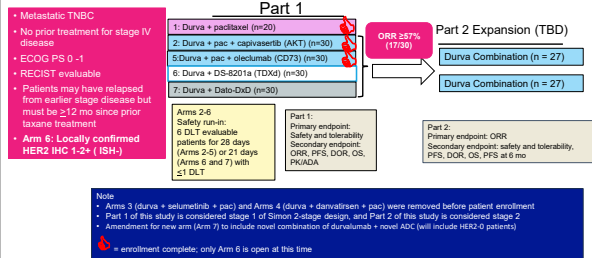 Part 1
• Metastatic TNBC
• No prior treatment for stage IV
disease
• ECOG PS 0 -1
• RECIST evaluable
• Patients may have relapsed
from earlier stage disease but
must be >12 mo since prior
taxane treatment
• Arm 6: Locally confirmed
HER2 IHC 1-2+ ( ISH-)
1: Durva + paclitaxel (n=20)
2: Durva + pac + capivasertib (AKT) (n=30)
5:Durva + pac + oleclumab (CD73) (n=30)
6: Durva + DS-8201a (TDXd) (n=30)
7: Durva + Dato-DxD (n=30)
ORR ≥57%
(17/30)
Part 2 Expansion (TBD)
Durva Combination (n = 27)
Durva Combination (n = 27)
Arms 2-6
Safety run-in:
6 DLT evaluable
patients for 28 days
(Arms 2-5) or 21 days
(Arms 6 and 7) with
≤1 DLT
Part 1:
Primary endpoint:
Safety and tolerability
Secondary endpoint:
ORR, PFS, DOR, OS,
PK/ADA
Part 2:
Primary endpoint: ORR
Secondary endpoint: safety and tolerability,
PFS, DOR, OS, PFS at 6 mo
Note
• Arms 3 (durva + selumetinib + pac) and Arms 4 (durva + danvatirsen + pac) were removed before patient enrollment
• Part 1 of this study is considered stage 1 of Simon 2-stage design, and Part 2 of this study is considered stage 2
• Amendment for new arm (Arm 7) to include novel combination of durvalumab + novel ADC (will include HER2-0 patients)
= enrollment complete; only Arm 6 is open at this time